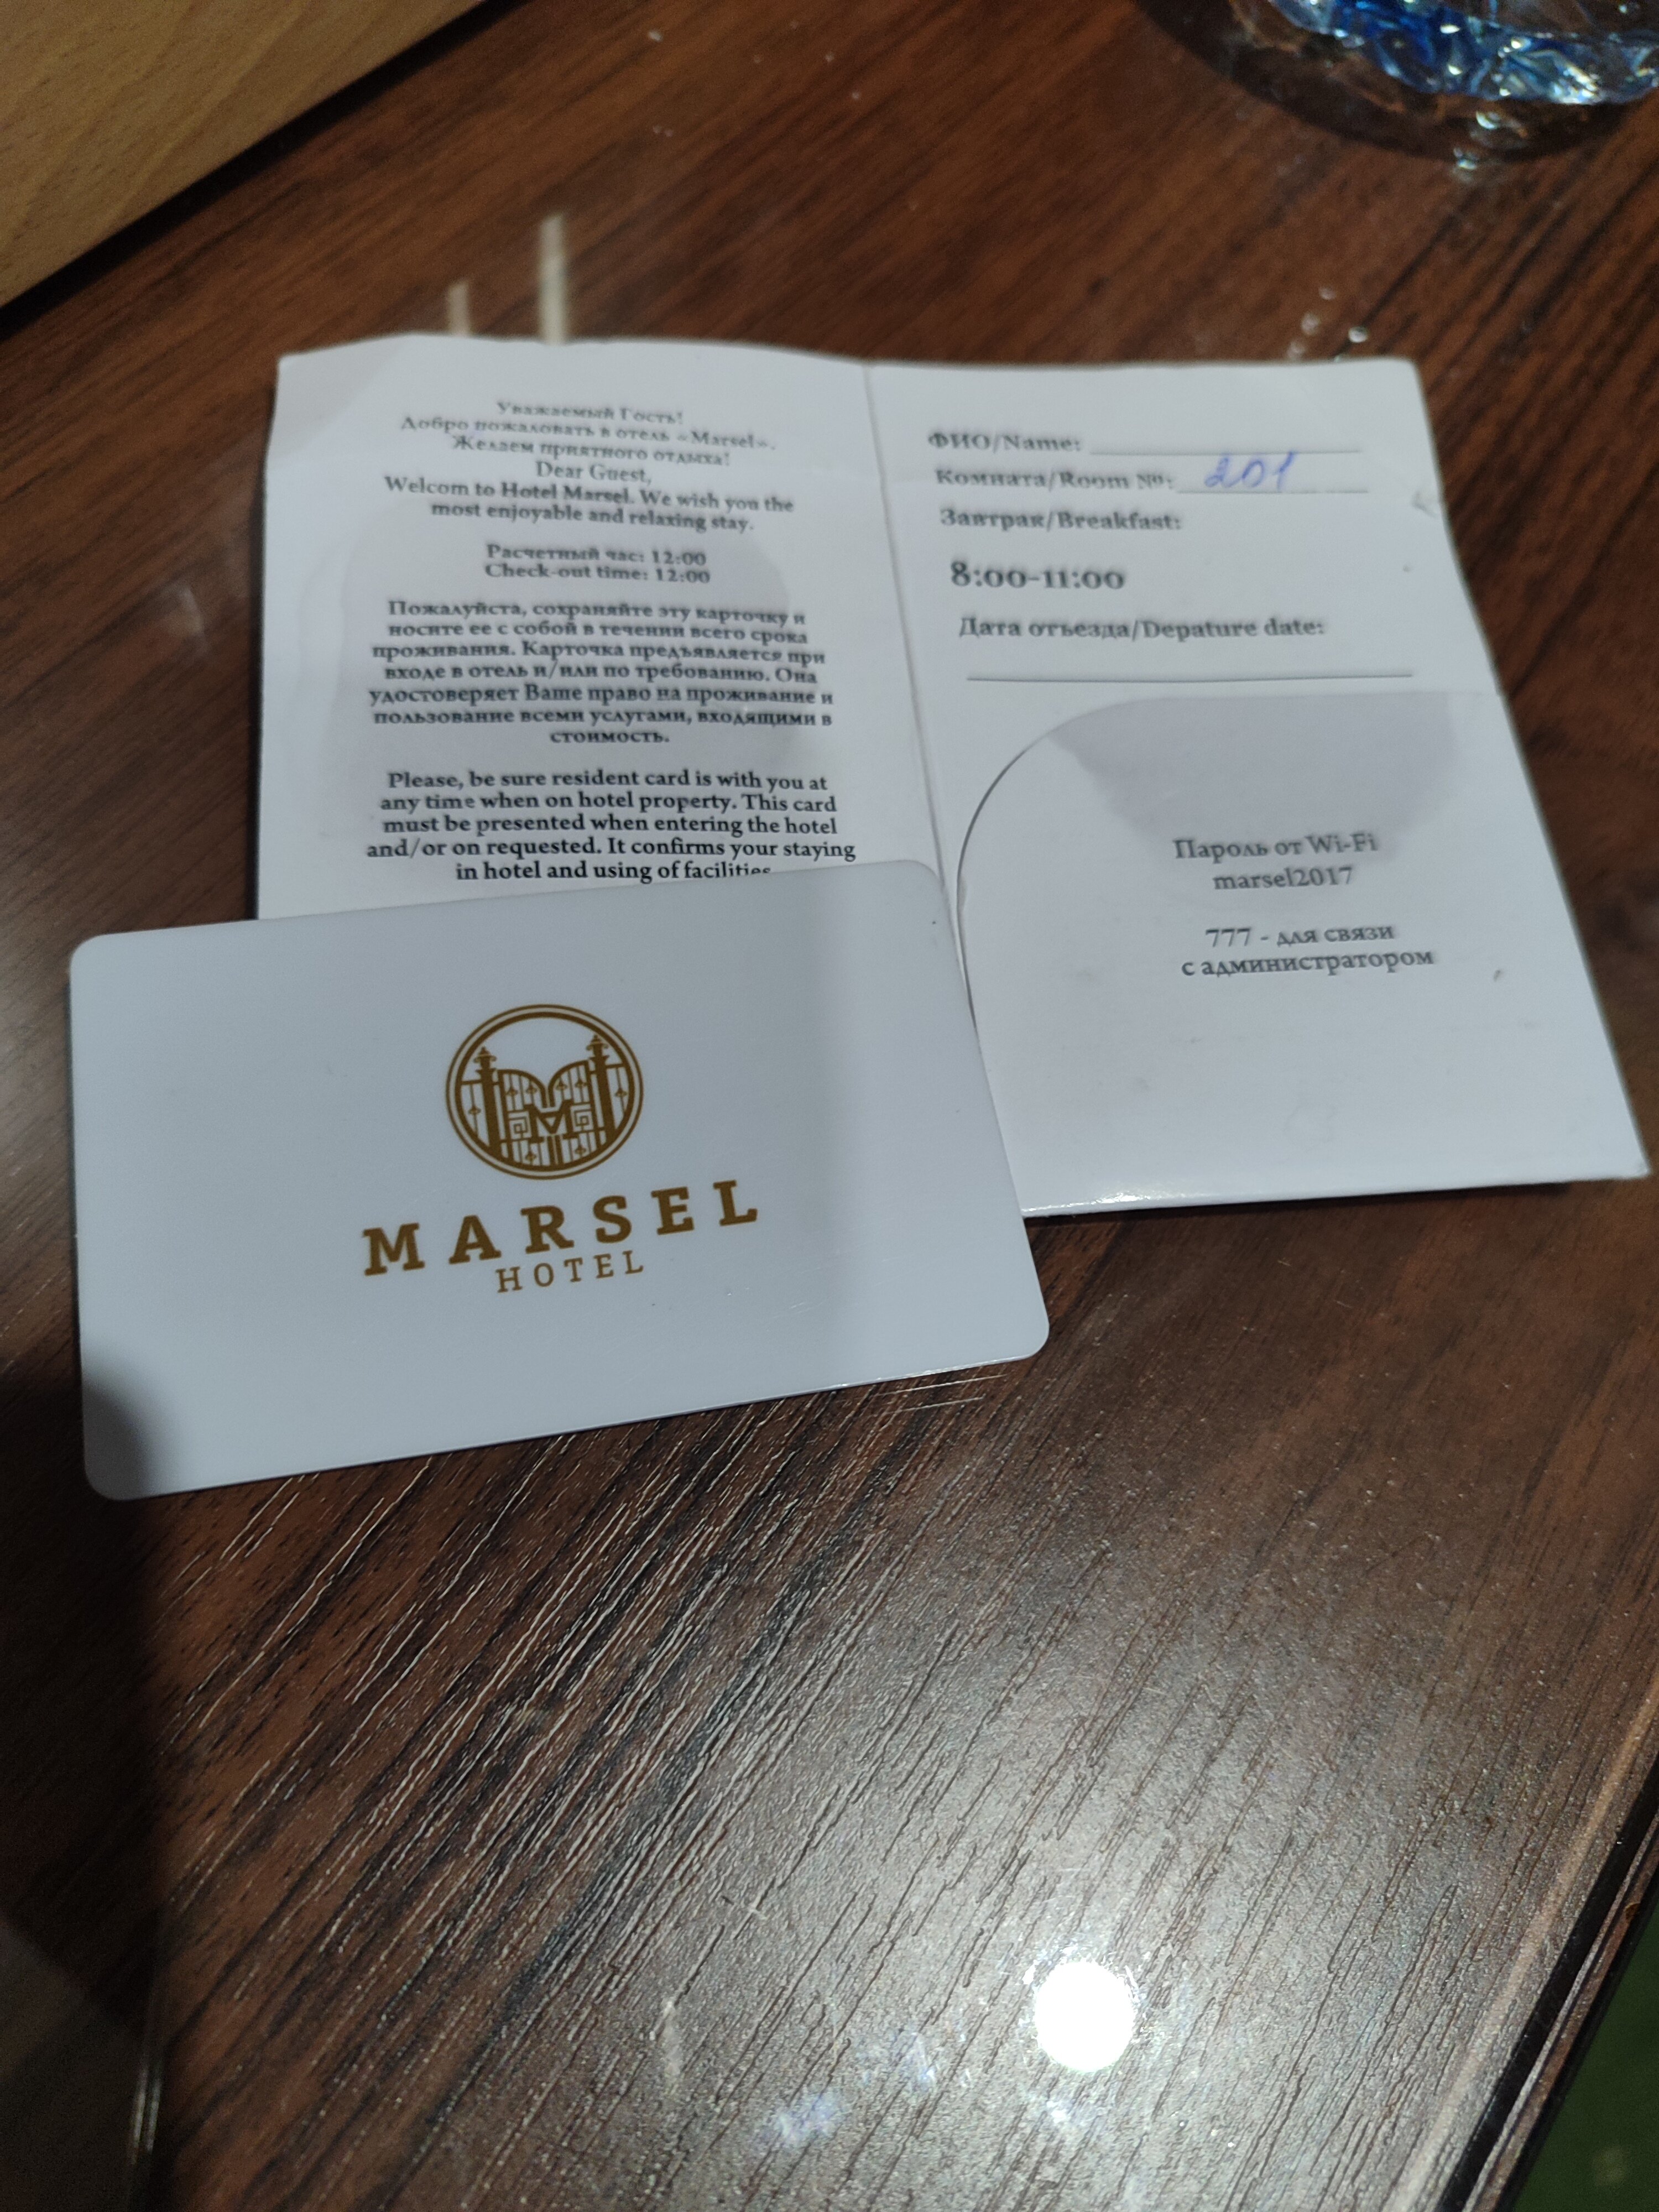 Уважаемый Гость!
Добро пожаловать в отель «Marsel».
Желаем приятного отдыха!
Dear Guest,
Welcom to Hotel Marsel. We wish you the
most enjoyable and relaxing stay.
Расчетный час: 12:00
Check-out time: 12:00
Пожалуйста, сохраняйте эту карточку и
носите ее с собой в течении всего срока
проживания. Карточка предъявляется при
входе в отель и/или по требованию. Она
удостоверяет Ваше право на проживание и
пользование всеми услугами, входящими в
стоимость.
Please, be sure resident card is with you at
any time when on hotel property. This card
must be presented when entering the hotel
and/or on requested. It confirms your staying
in hotel and using of facilities
ФИО/Name:
Комната/Room №: 201
Завтрак/Breakfast:
8:00-11:00
Дата отъезда/Depature date:
Пароль от Wi-Fi
marsel2017
777 - для связи
с администратором
MARSEL
HOTEL